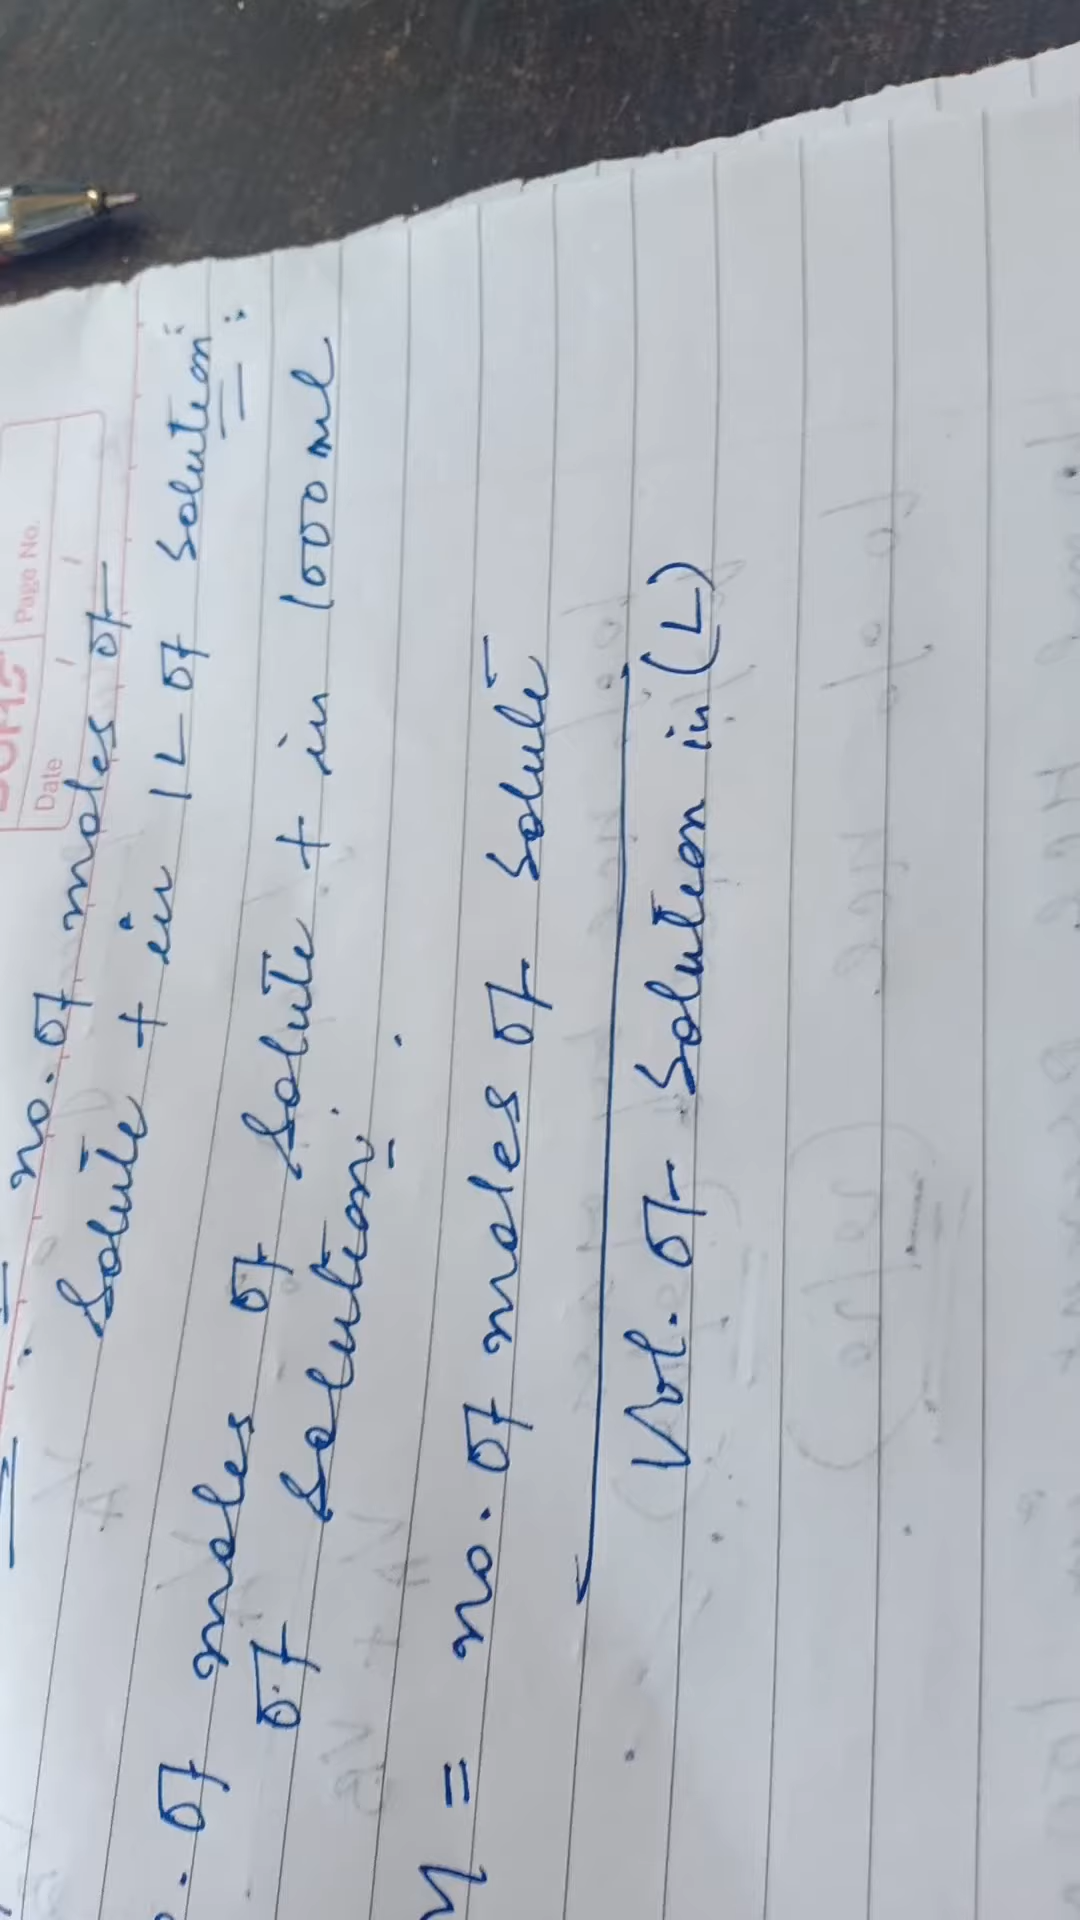 Page No.
Date
no. of moles of
Solute + in 1 L of solution:
. of moles of solute + in 1000 ml
of solution.
M = no. of moles of solute
Vol. of solution in (L)